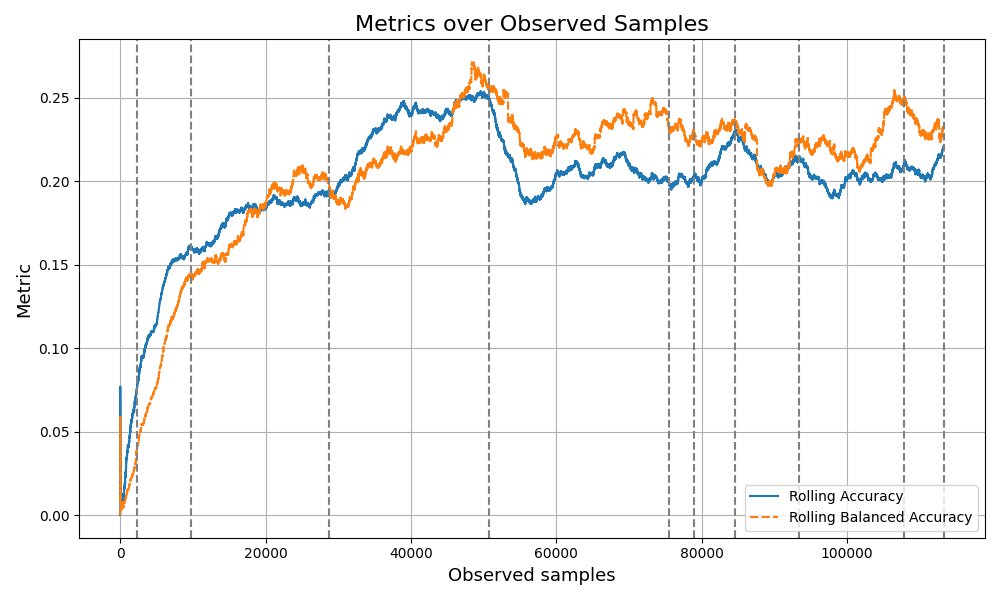 Metrics over Observed Samples
Metric
0.25
0.20
0.15
0.10
0.05
0.00
0
20000
40000
60000
80000
100000
Observed samples
Rolling Accuracy
Rolling Balanced Accuracy